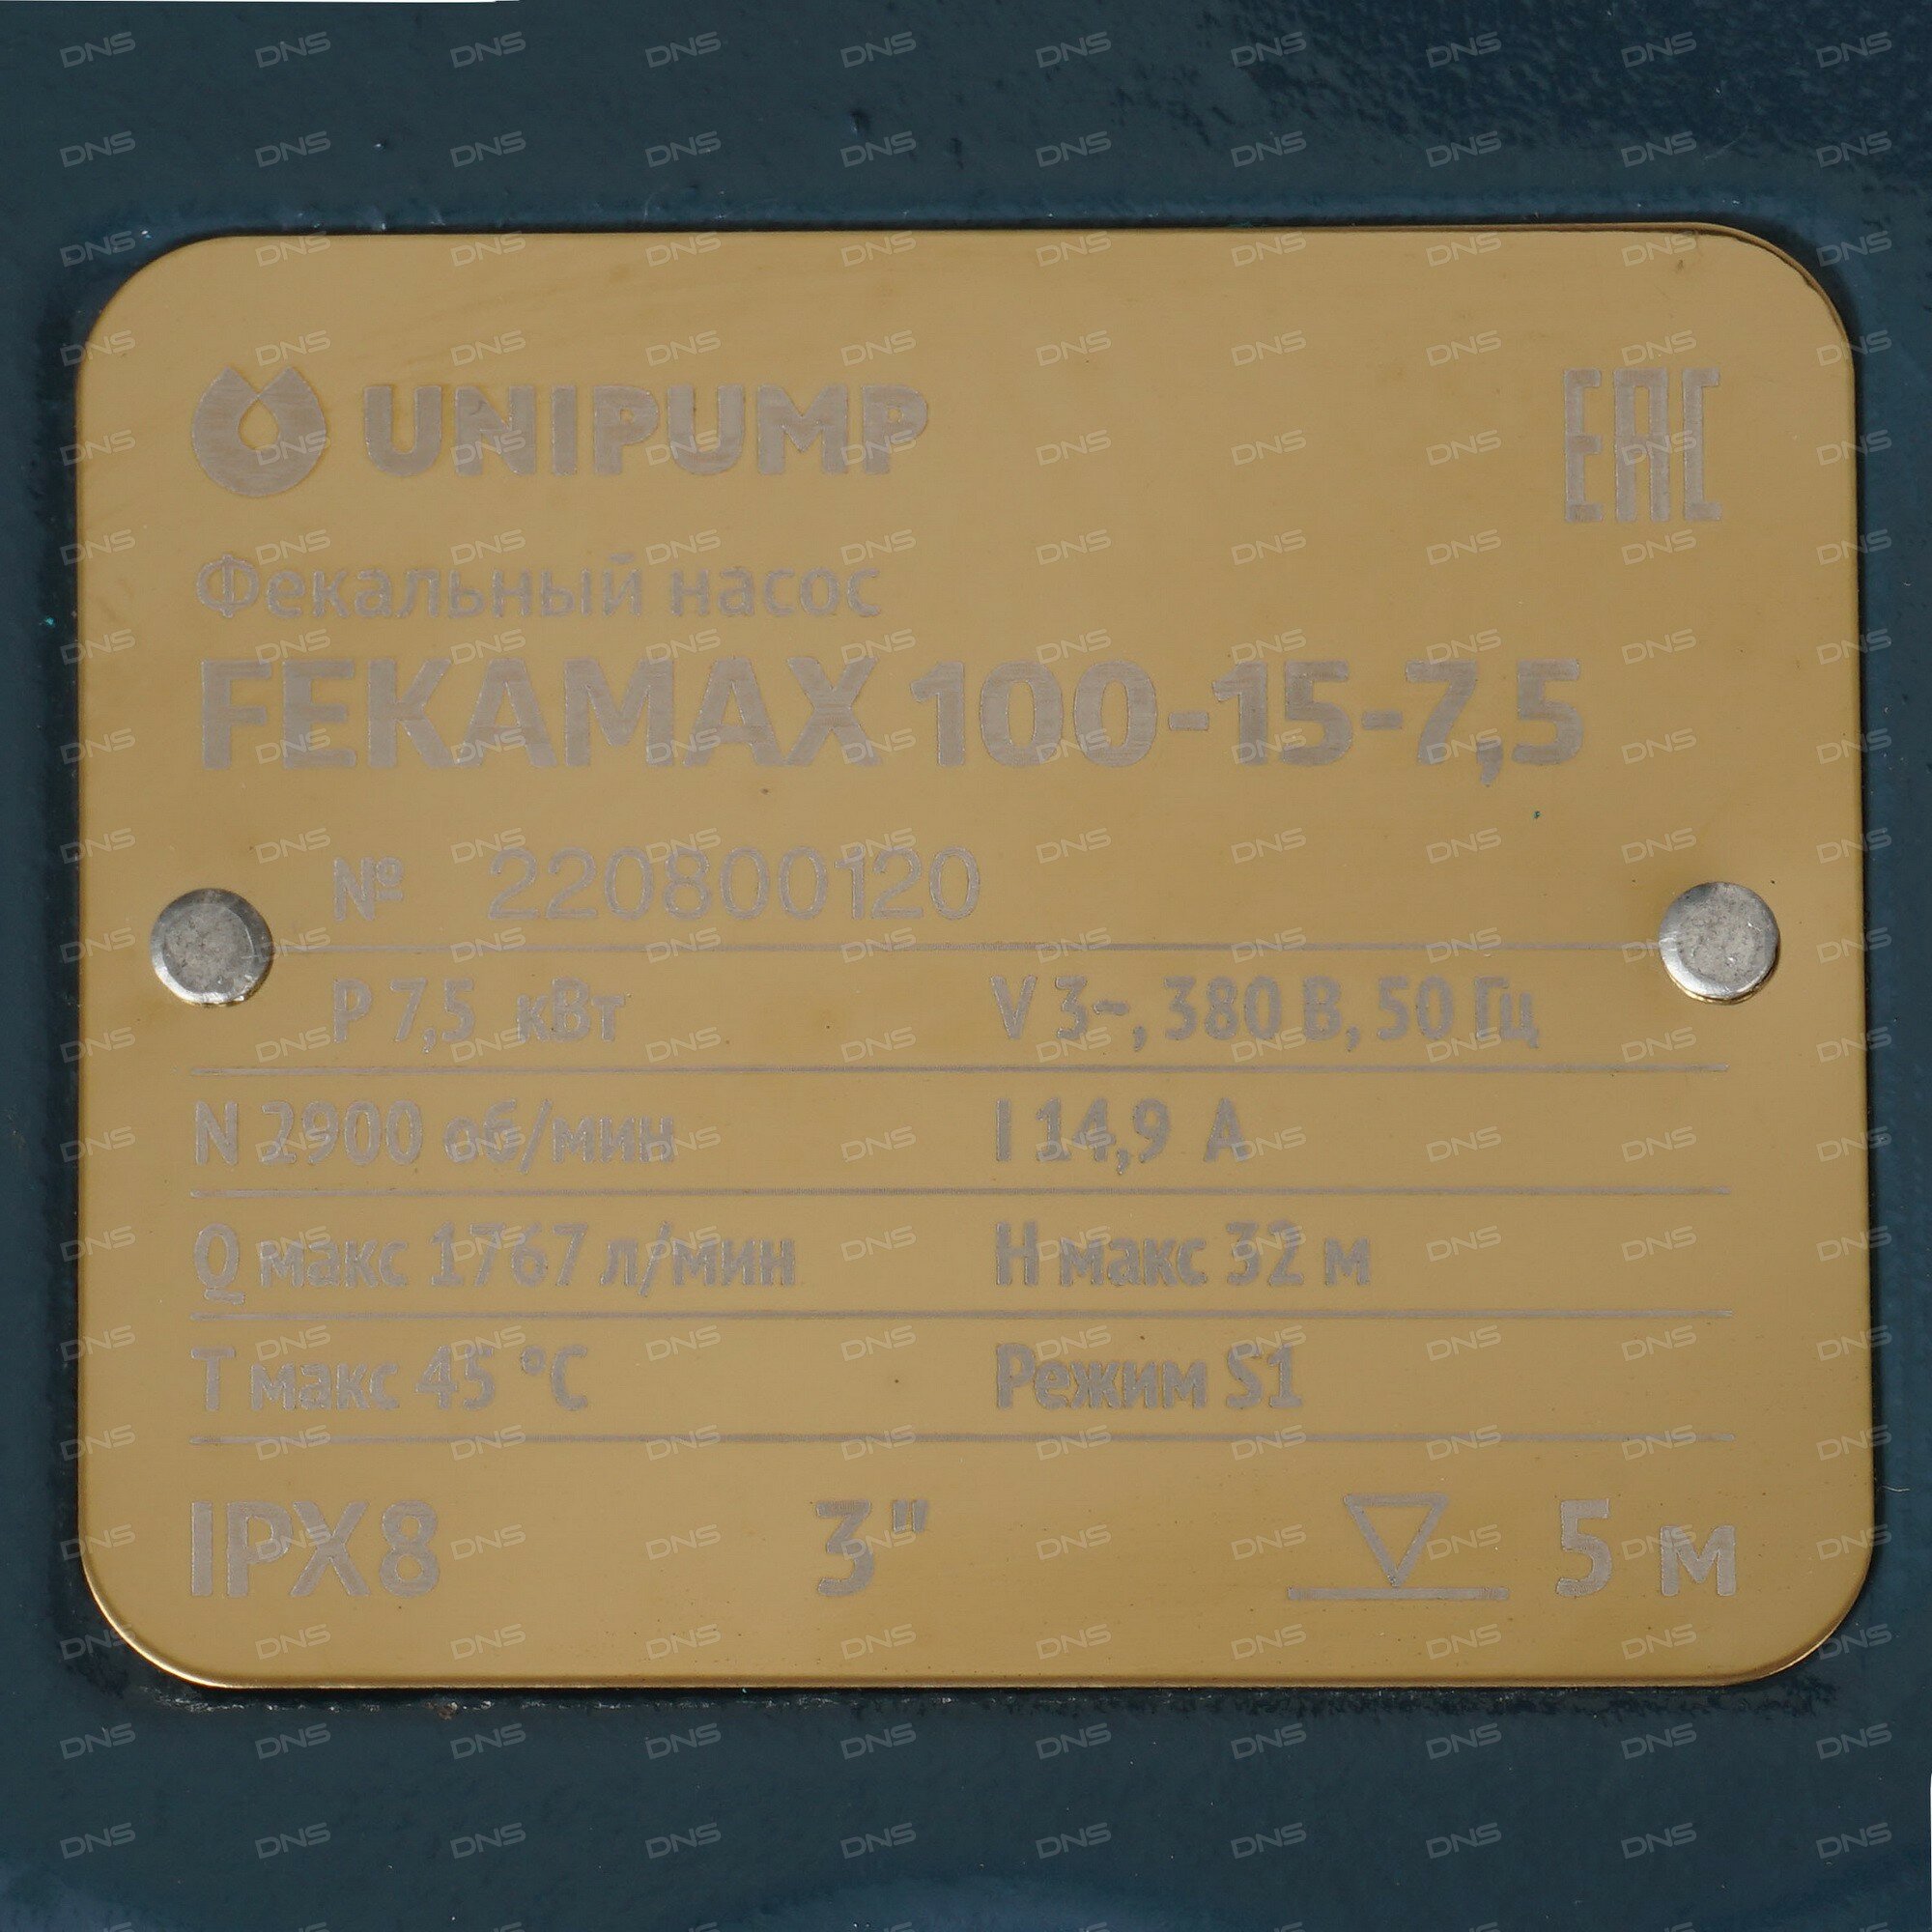 UNIPUMP
EAC
Фекальный насос
FEKAMAX 100-15-7,5
№ 220800120
P 7,5 кВт V 3~, 380 В, 50 Гц
N 2900 об/мин I 14,9 А
Q макс 1767 л/мин H макс 32 м
T макс 45 °C Режим S1
IPX8 3" 5 м
DNS